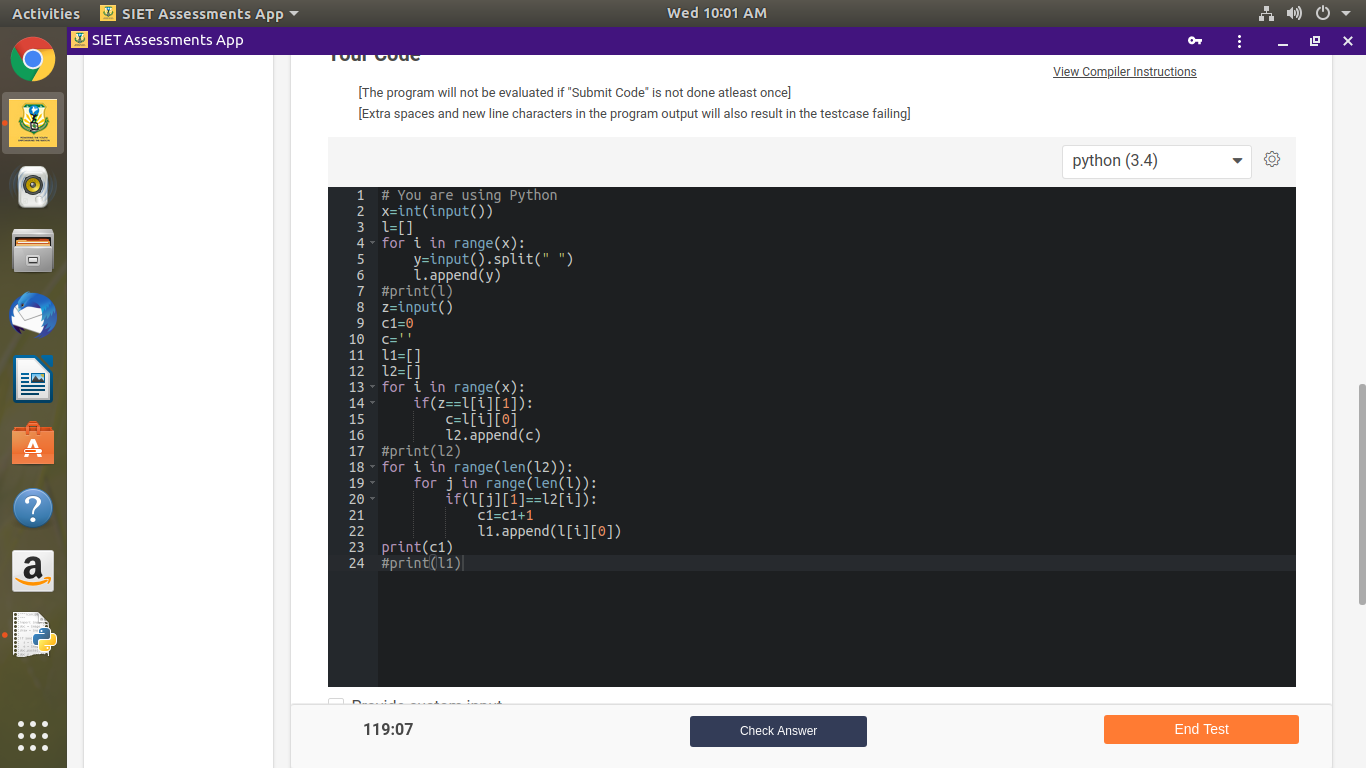 Activities SIET Assessments App Wed 10:01 AM
SIET Assessments App
Your Code
View Compiler Instructions
[The program will not be evaluated if "Submit Code" is not done atleast once]
[Extra spaces and new line characters in the program output will also result in the testcase failing]
python (3.4)
1 # You are using Python
2 x=int(input())
3 l=[]
4 for i in range(x):
5     y=input().split(" ")
6     l.append(y)
7 #print(l)
8 z=input()
9 c1=0
10 c=''
11 l1=[]
12 l2=[]
13 for i in range(x):
14     if(z==l[i][1]):
15         c=l[i][0]
16         l2.append(c)
17 #print(l2)
18 for i in range(len(l2)):
19     for j in range(len(l)):
20         if(l[j][1]==l2[i]):
21             c1=c1+1
22             l1.append(l[i][0])
23 print(c1)
24 #print(l1)
Provide custom input
119:07
Check Answer
End Test